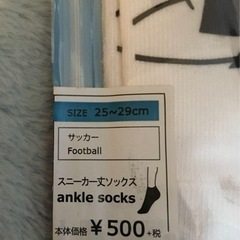 SIZE 25~29cm
サッカー
Football
スニーカー丈ソックス
ankle socks
本体価格 ¥500+税